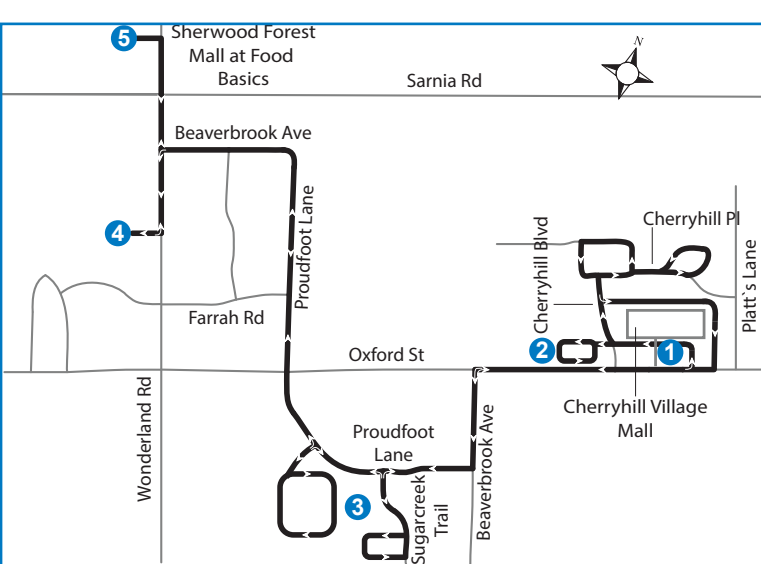 5
Sherwood Forest
Mall at Food
Basics
N
Sarnia Rd
Beaverbrook Ave
Proudfoot Lane
4
Cherryhill Blvd
Cherryhill Pl
Platt`s Lane
Farrah Rd
Oxford St
2
1
Cherryhill Village
Mall
Wonderland Rd
Proudfoot
Lane
3
Sugarcreek
Trail
Beaverbrook Ave